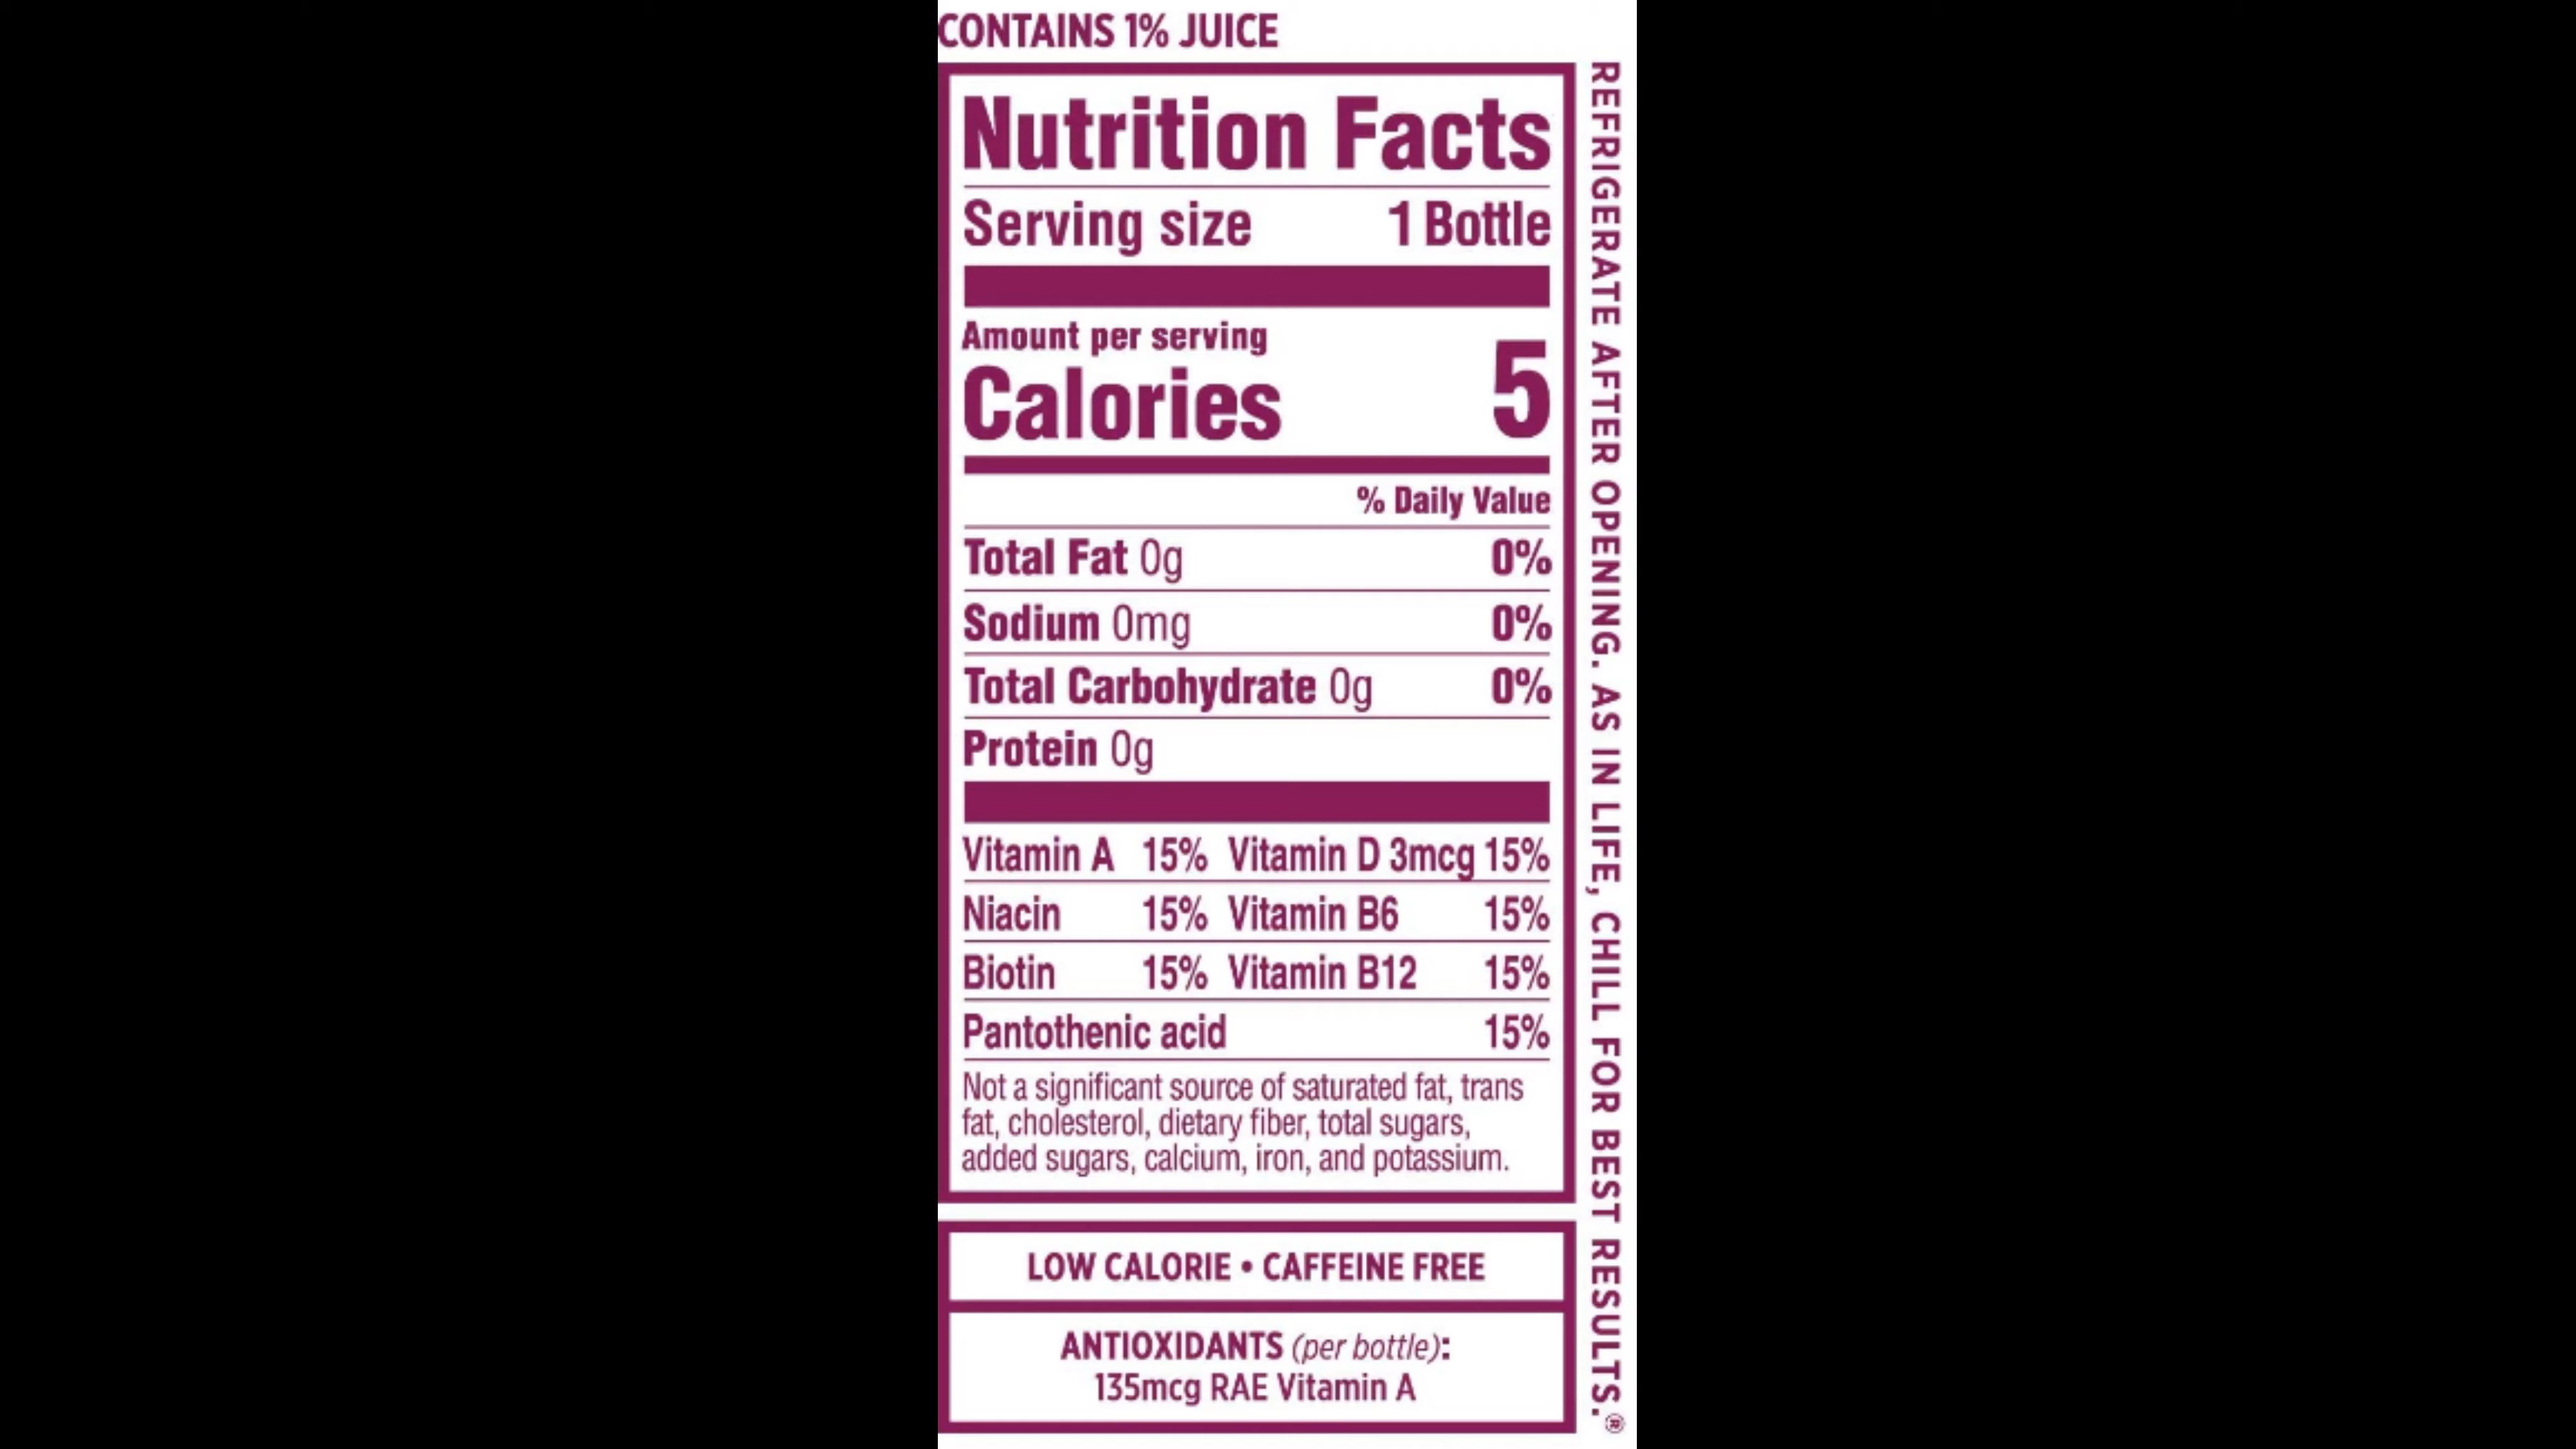 CONTAINS 1% JUICE
Nutrition Facts
Serving size 1 Bottle
Amount per serving
Calories 5
% Daily Value
Total Fat 0g 0%
Sodium 0mg 0%
Total Carbohydrate 0g 0%
Protein 0g
Vitamin A 15% Vitamin D 3mcg 15%
Niacin 15% Vitamin B6 15%
Biotin 15% Vitamin B12 15%
Pantothenic acid 15%
Not a significant source of saturated fat, trans
fat, cholesterol, dietary fiber, total sugars,
added sugars, calcium, iron, and potassium.
LOW CALORIE • CAFFEINE FREE
ANTIOXIDANTS (per bottle):
135mcg RAE Vitamin A
REFRIGERATE AFTER OPENING. AS IN LIFE, CHILL FOR BEST RESULTS.®